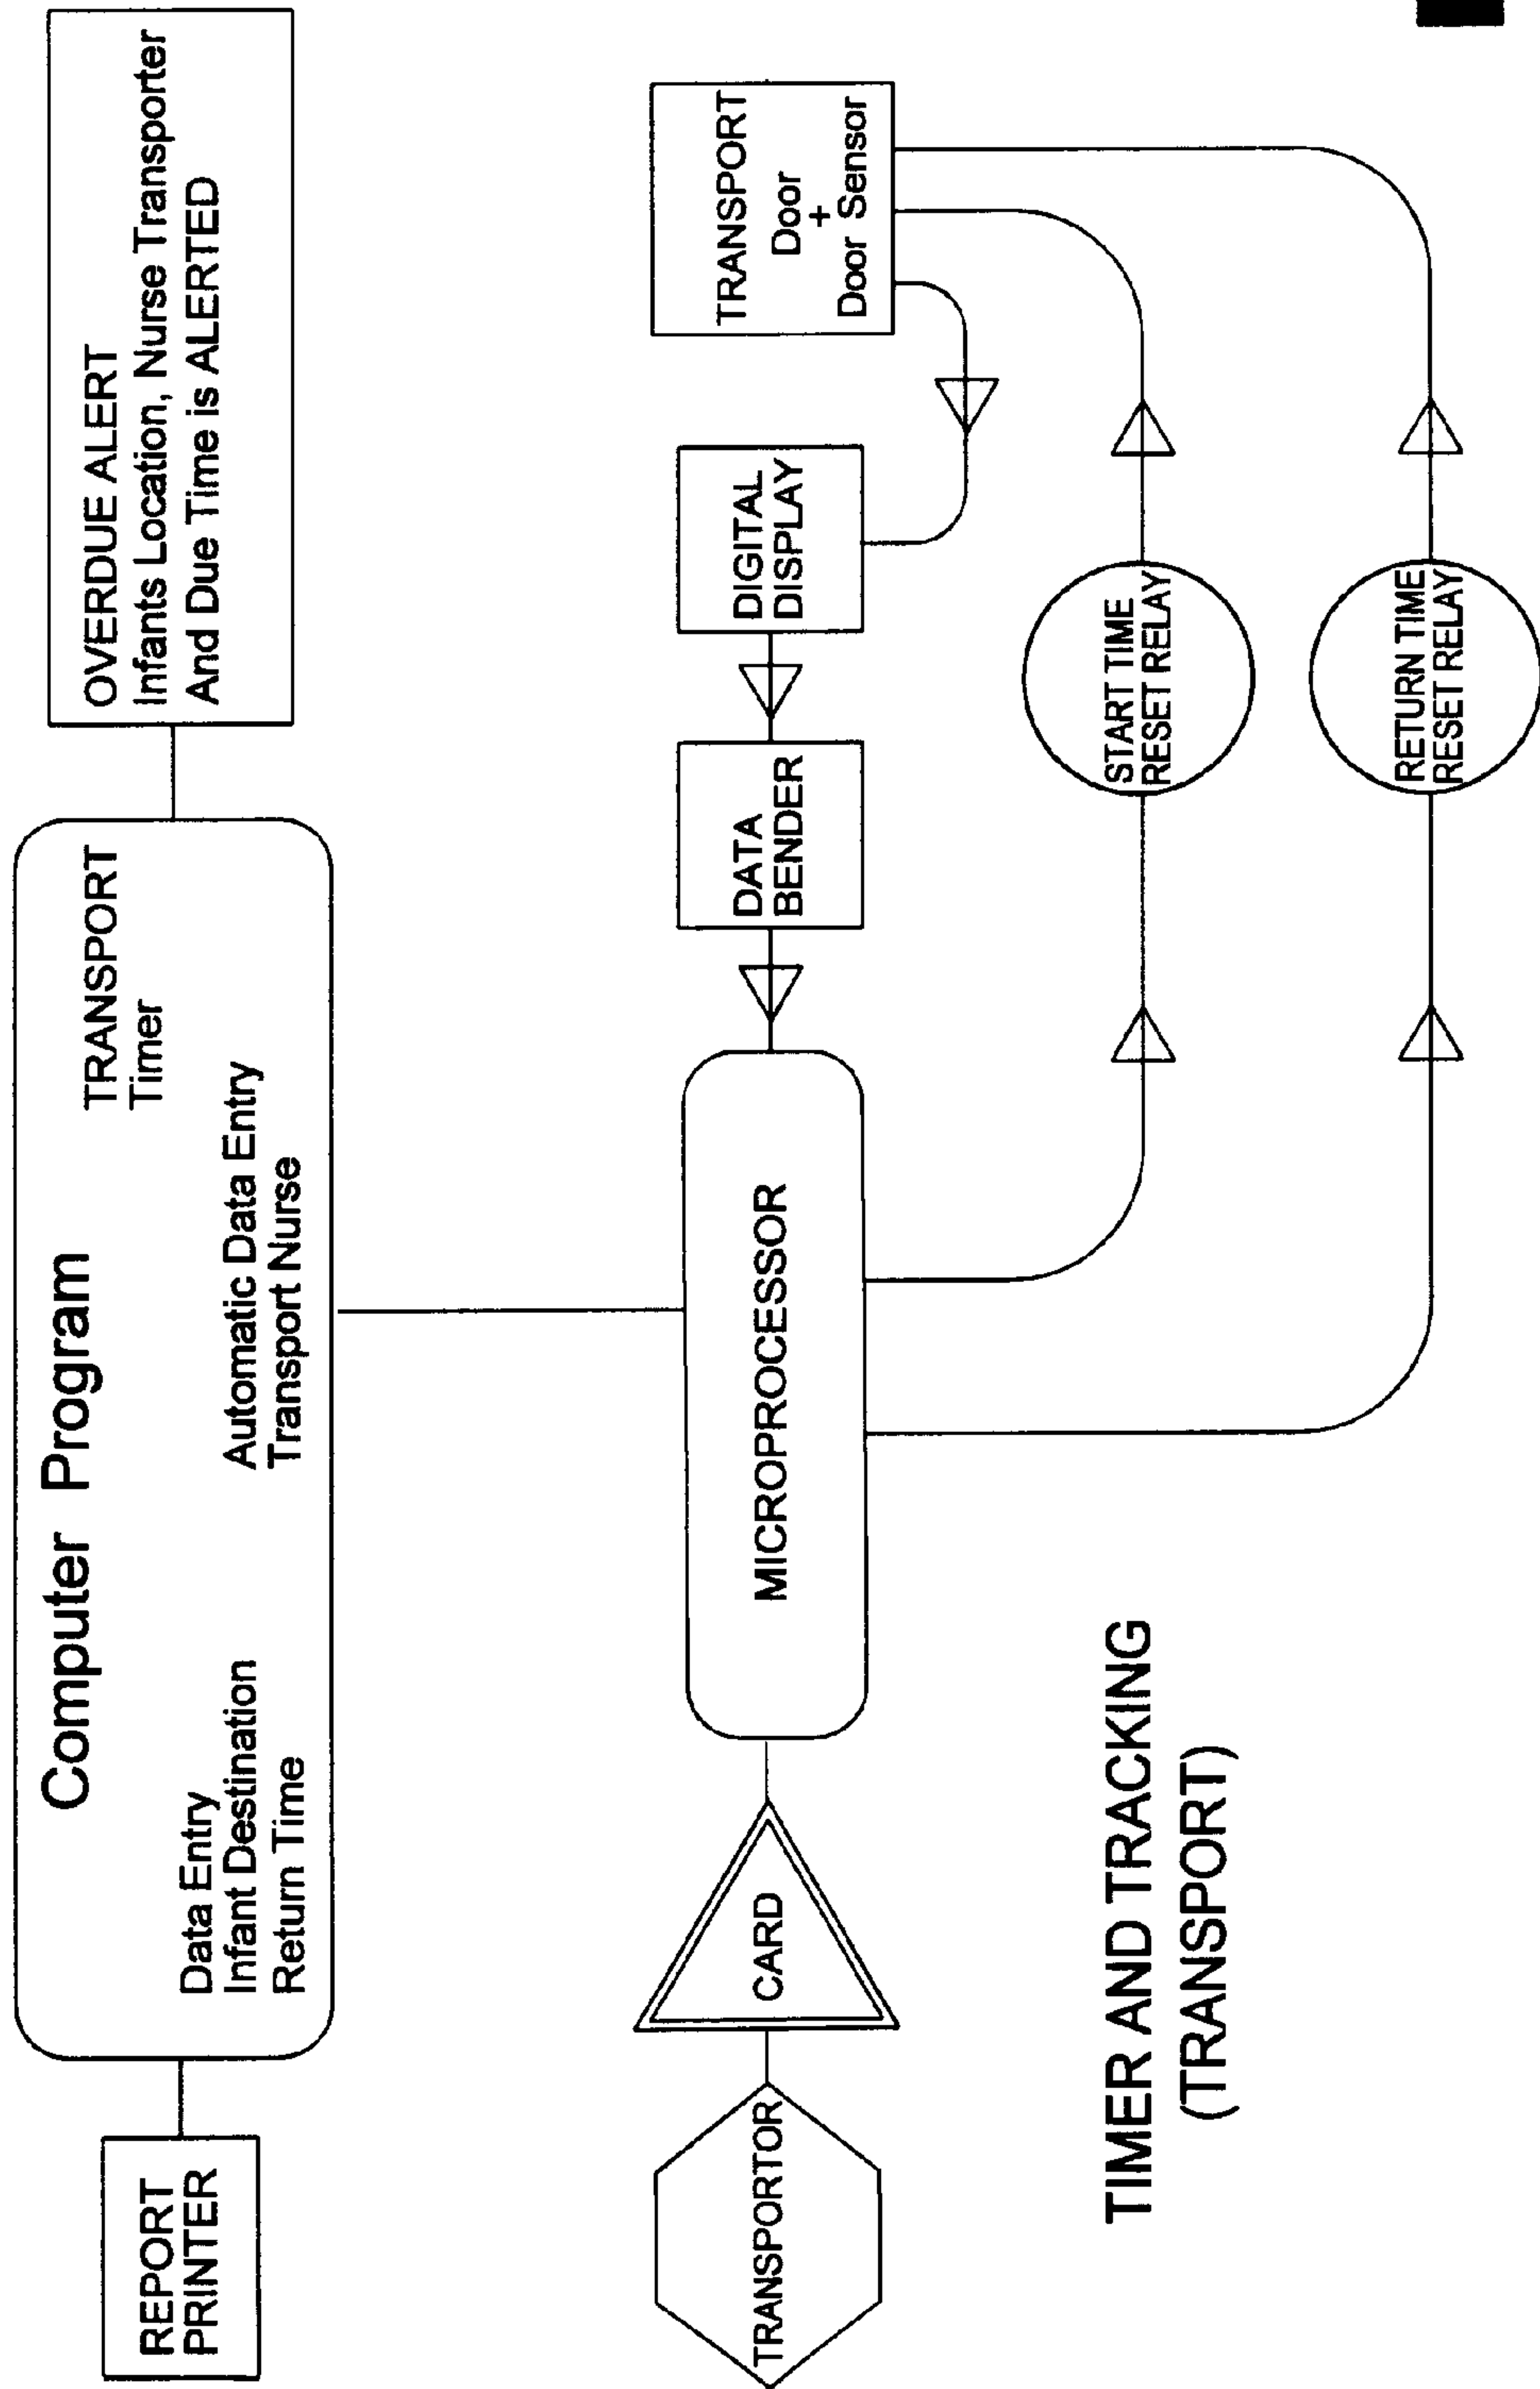 REPORT
PRINTER
Computer Program
Data Entry
Infant Destination
Return Time
Automatic Data Entry
Transport Nurse
TRANSPORT
Timer
OVERDUE ALERT
Infants Location, Nurse Transporter
And Due Time is ALERTED
TRANSPORTOR
CARD
MICROPROCESSOR
DATA
BENDER
DIGITAL
DISPLAY
TRANSPORT
Door
+
Door Sensor
START TIME
RESET RELAY
RETURN TIME
RESET RELAY
TIMER AND TRACKING
(TRANSPORT)